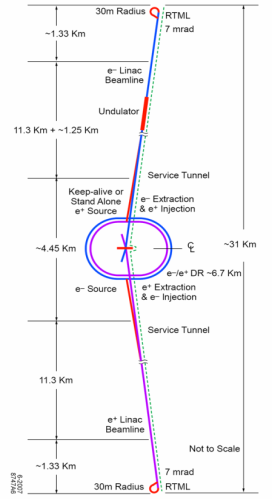 30m Radius
RTML
7 mrad
~1.33 Km
e– Linac
Beamline
Undulator
11.3 Km + ~1.25 Km
Service Tunnel
Keep-alive or
Stand Alone
e+ Source
e– Extraction
& e+ Injection
~4.45 Km
℄
~31 Km
e–/e+ DR ~6.7 Km
e– Source
e+ Extraction
& e– Injection
Service Tunnel
11.3 Km
e+ Linac
Beamline
Not to Scale
~1.33 Km
7 mrad
30m Radius
RTML
6-2007
8747A6